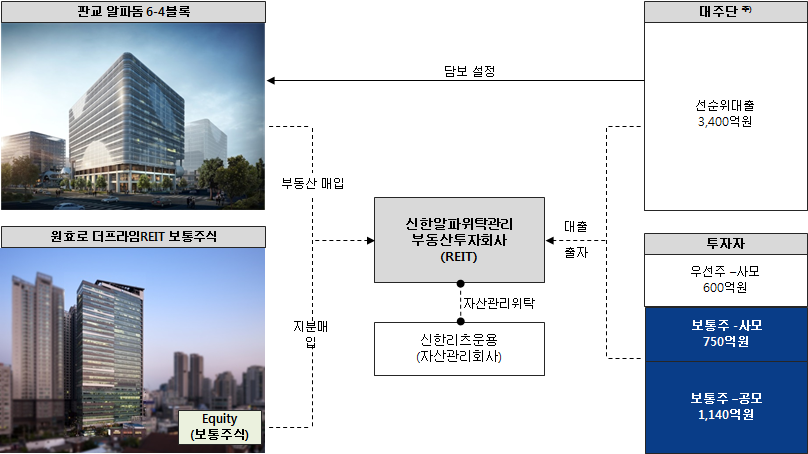 판교 알파돔 6-4블록
대주단 주)
담보 설정
선순위대출
3,400억원
부동산 매입
신한알파위탁관리
부동산투자회사
(REIT)
대출
출자
원효로 더프라임REIT 보통주식
투자자
우선주 –사모
600억원
자산관리위탁
보통주 -사모
750억원
지분매
입
신한리츠운용
(자산관리회사)
보통주 –공모
1,140억원
Equity
(보통주식)